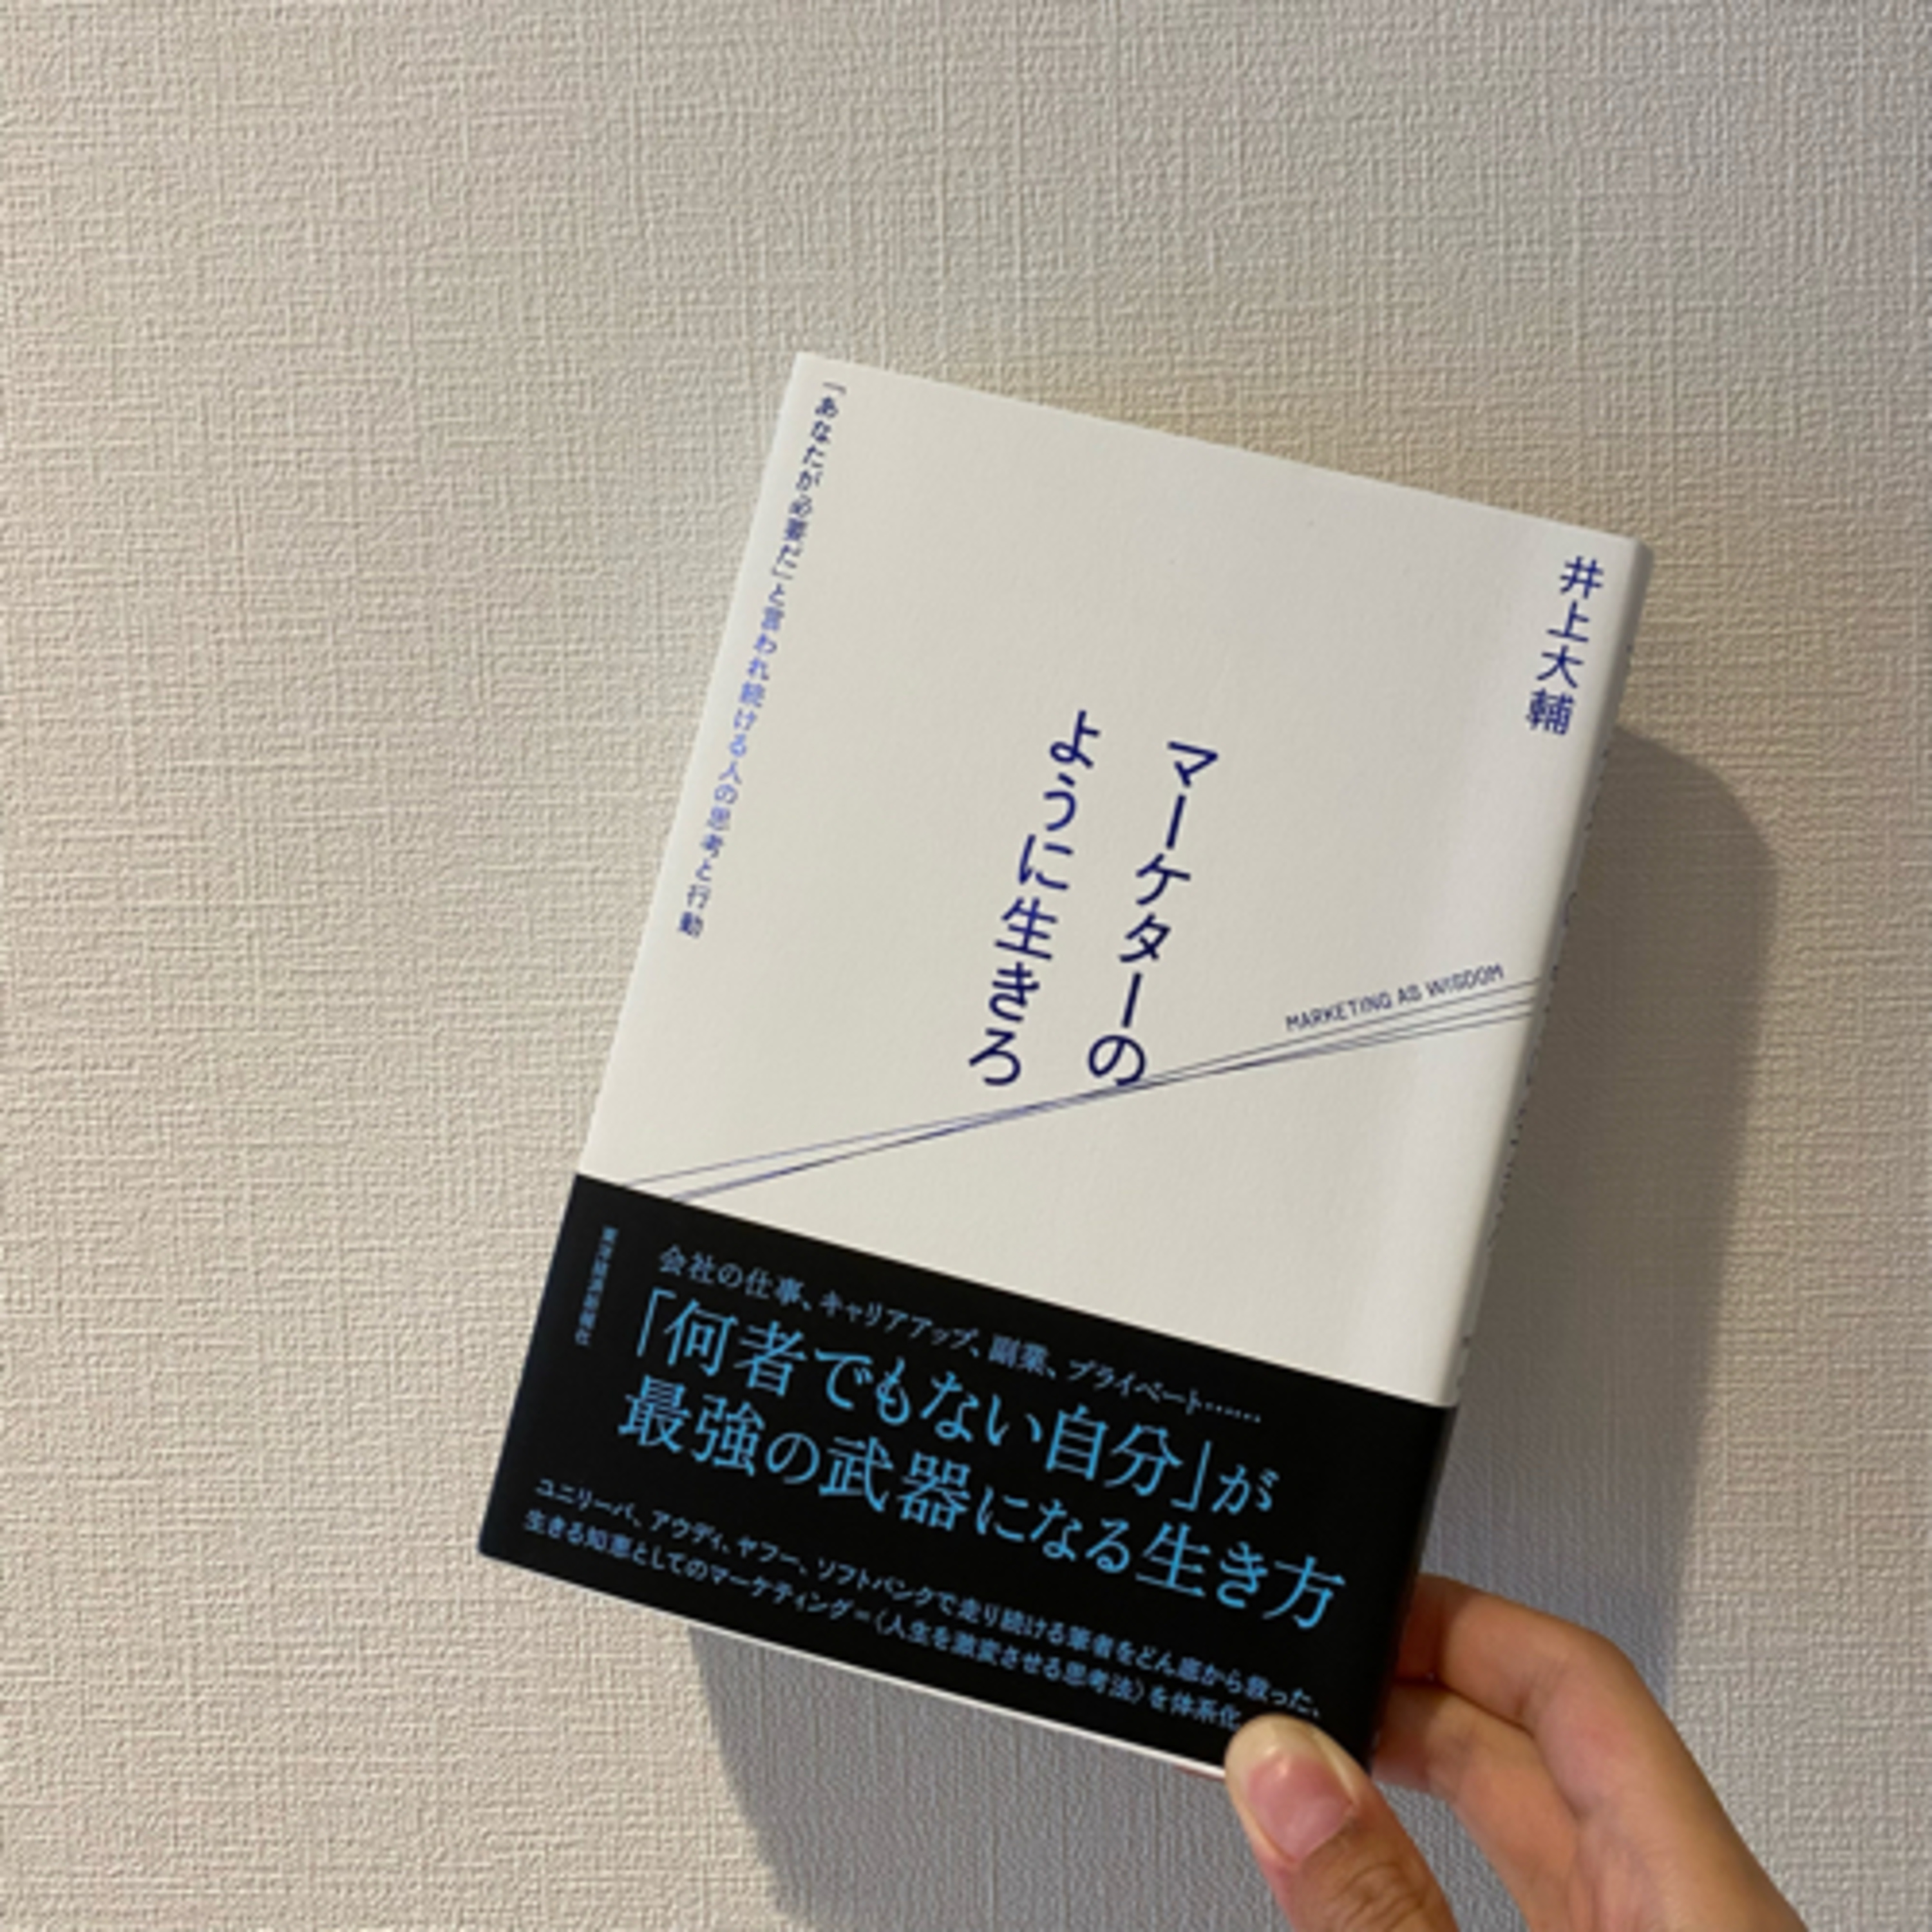 井上大輔
マーケターの
ように生きろ
「あなたが必要だ」と言われ続ける人の思考と行動
MARKETING AS WISDOM
会社の仕事、キャリアアップ、副業、プライベート……
「何者でもない自分」が
最強の武器になる生き方
ユニリーバ、アウディ、ヤフー、ソフトバンクで走り続ける筆者をどん底から救った、
生きる知恵としてのマーケティング=〈人生を激変させる思考法〉を体系化
東洋経済新報社